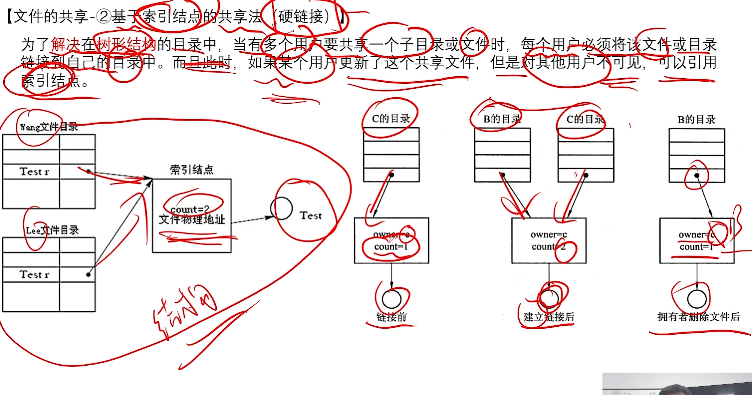 【文件的共享-②基于索引结点的共享法（硬链接）】
为了解决在树形结构的目录中，当有多个用户要共享一个子目录或文件时，每个用户必须将该文件或目录
链接到自己的目录中。而且此时，如果某个用户更新了这个共享文件，但是对其他用户不可见，可以引用
索引结点。
Wang文件目录
Test r
Lee文件目录
Test r
索引结点
count=2
文件物理地址
Test
C的目录
owner=c
count=1
链接前
B的目录
C的目录
owner=c
count=2
建立链接后
B的目录
owner=c
count=1
拥有者删除文件后